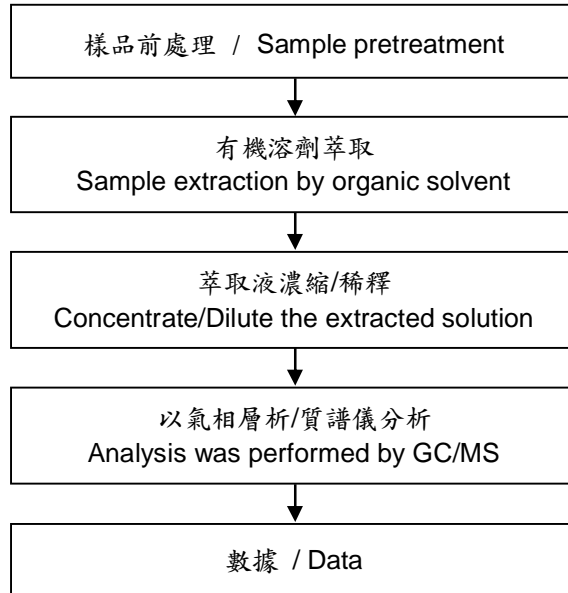 樣品前處理 / Sample pretreatment
有機溶劑萃取
Sample extraction by organic solvent
萃取液濃縮/稀釋
Concentrate/Dilute the extracted solution
以氣相層析/質譜儀分析
Analysis was performed by GC/MS
數據 / Data